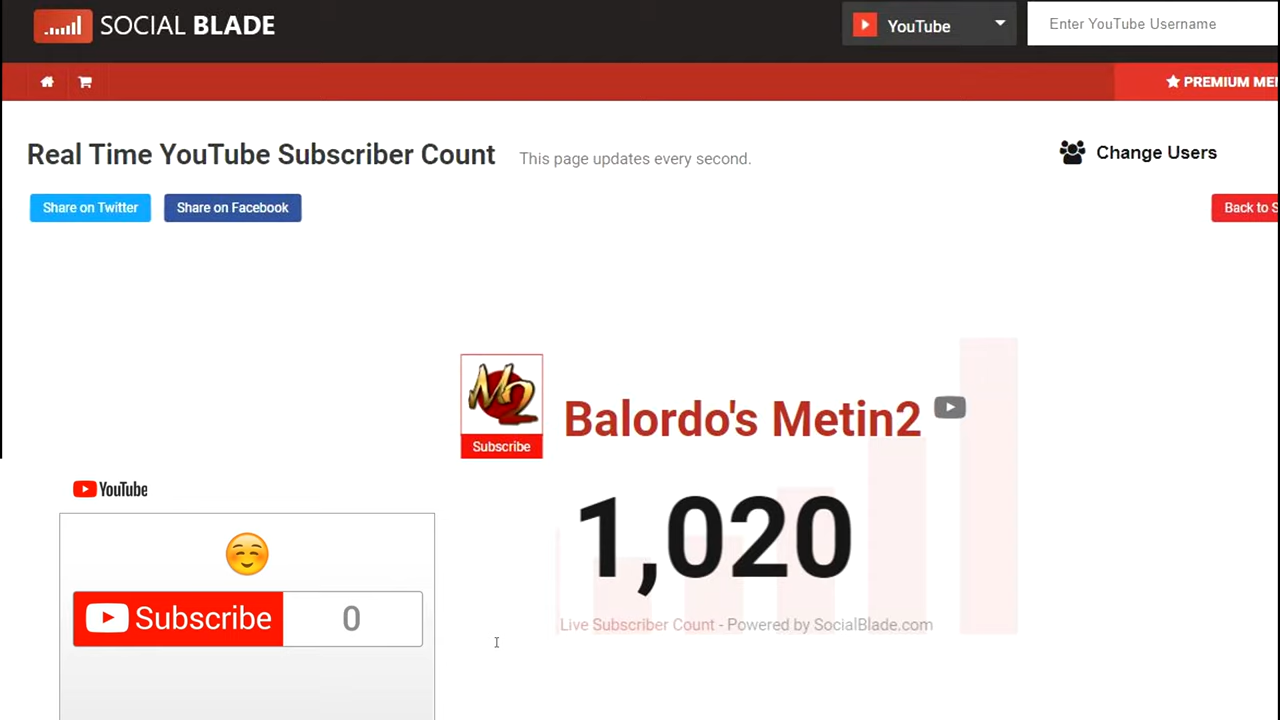 SOCIAL BLADE
YouTube
Enter YouTube Username
PREMIUM MEM
Real Time YouTube Subscriber Count
This page updates every second.
Change Users
Share on Twitter
Share on Facebook
Back to S
M2
Subscribe
Balordo's Metin2
1,020
Live Subscriber Count - Powered by SocialBlade.com
YouTube
Subscribe
0